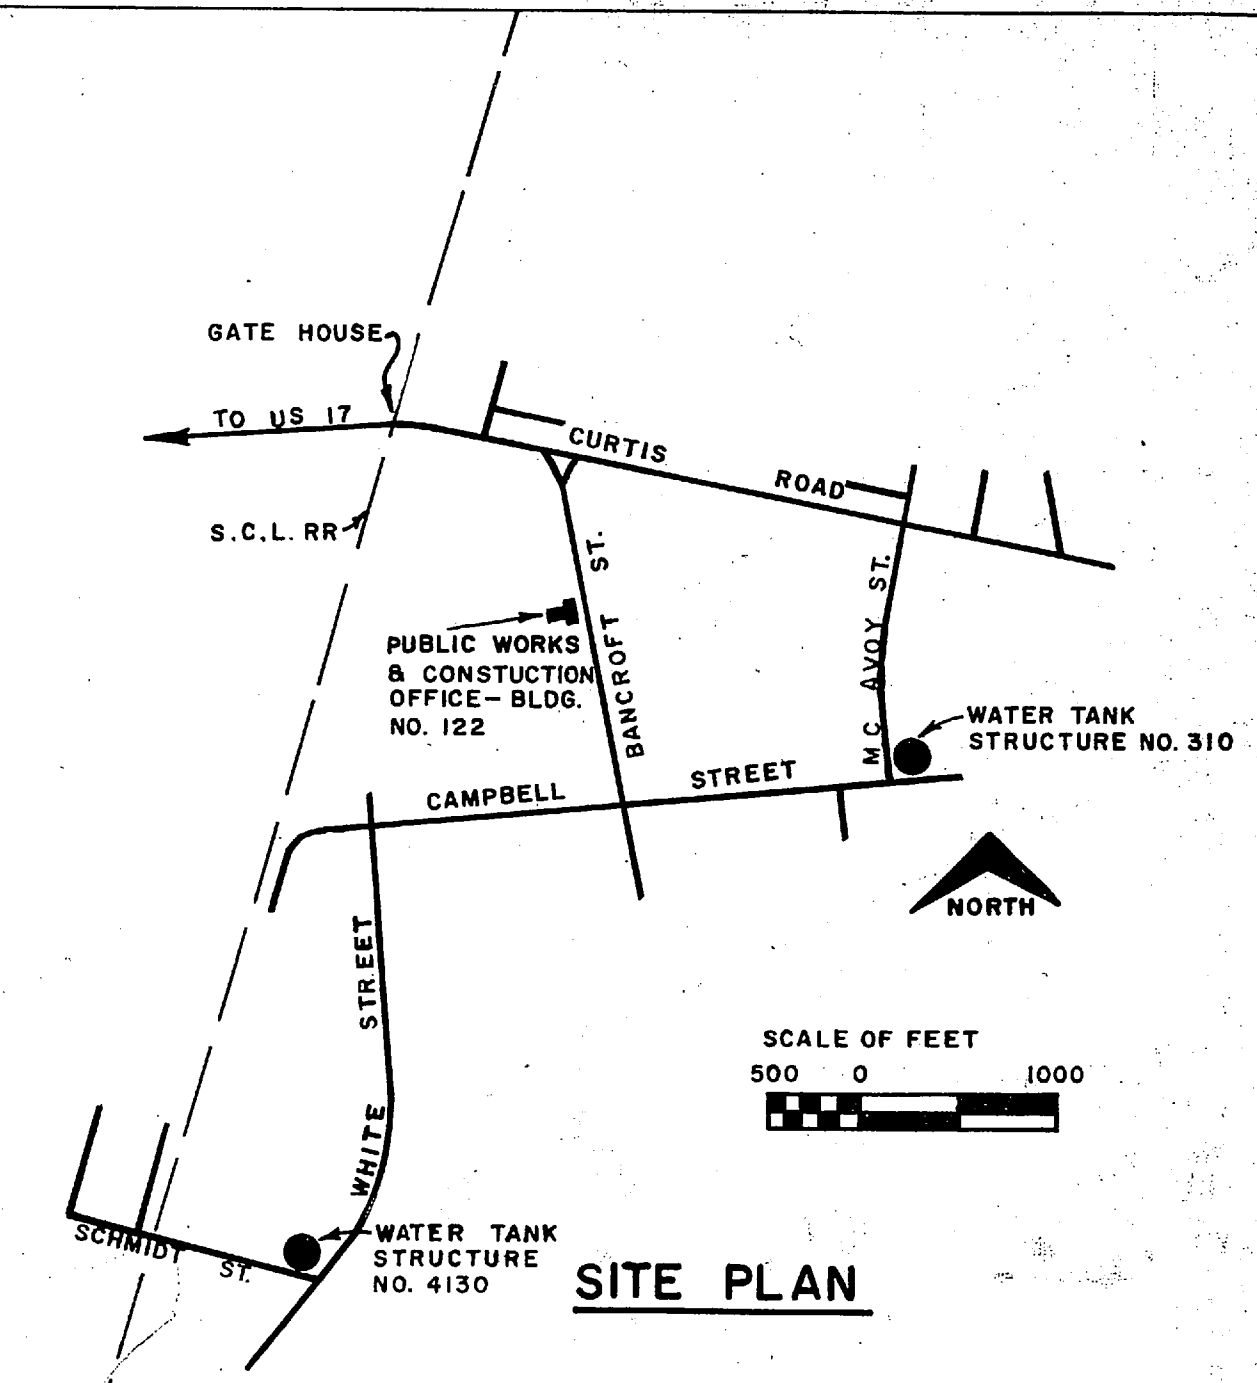 GATE HOUSE
TO US 17
CURTIS ROAD
S.C.L. RR
BANCROFT ST.
MC AVOY ST.
PUBLIC WORKS
& CONSTUCTION
OFFICE – BLDG.
NO. 122
WATER TANK
STRUCTURE NO. 310
CAMPBELL STREET
NORTH
WHITE STREET
SCALE OF FEET
500 0 1000
SCHMIDT ST.
WATER TANK
STRUCTURE
NO. 4130
SITE PLAN